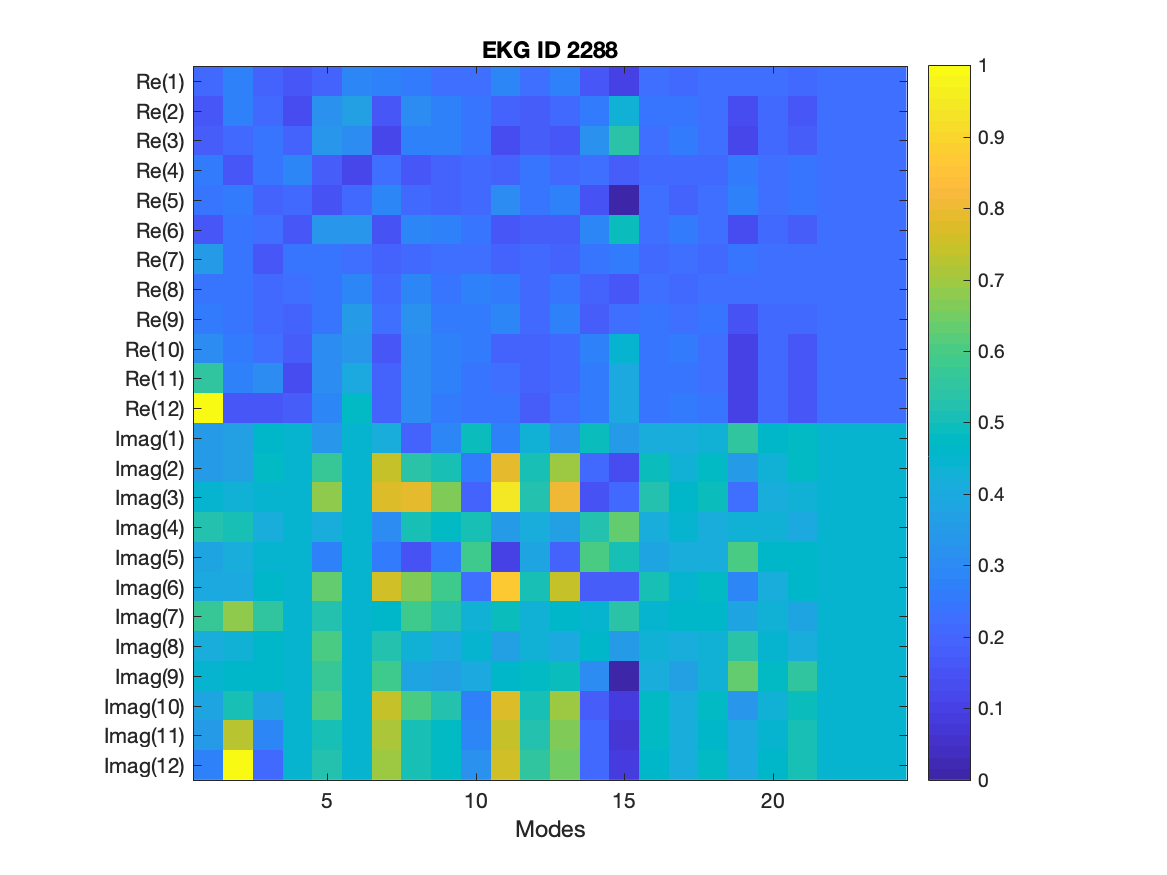 EKG ID 2288
Re(1)
Re(2)
Re(3)
Re(4)
Re(5)
Re(6)
Re(7)
Re(8)
Re(9)
Re(10)
Re(11)
Re(12)
Imag(1)
Imag(2)
Imag(3)
Imag(4)
Imag(5)
Imag(6)
Imag(7)
Imag(8)
Imag(9)
Imag(10)
Imag(11)
Imag(12)
5 10 15 20
Modes
1
0.9
0.8
0.7
0.6
0.5
0.4
0.3
0.2
0.1
0